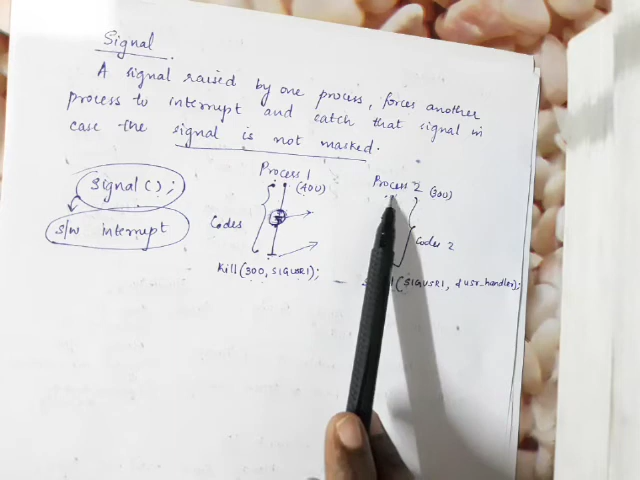 Signal
A signal raised by one process, forces another
process to interrupt and catch that signal in
case the signal is not masked.
Signal();
s/w interrupt
Process 1
(400)
Codes
Kill(300, SIGUSR1);
Process 2 (300)
Codes 2
(SIGUSR1, &usr_handler);